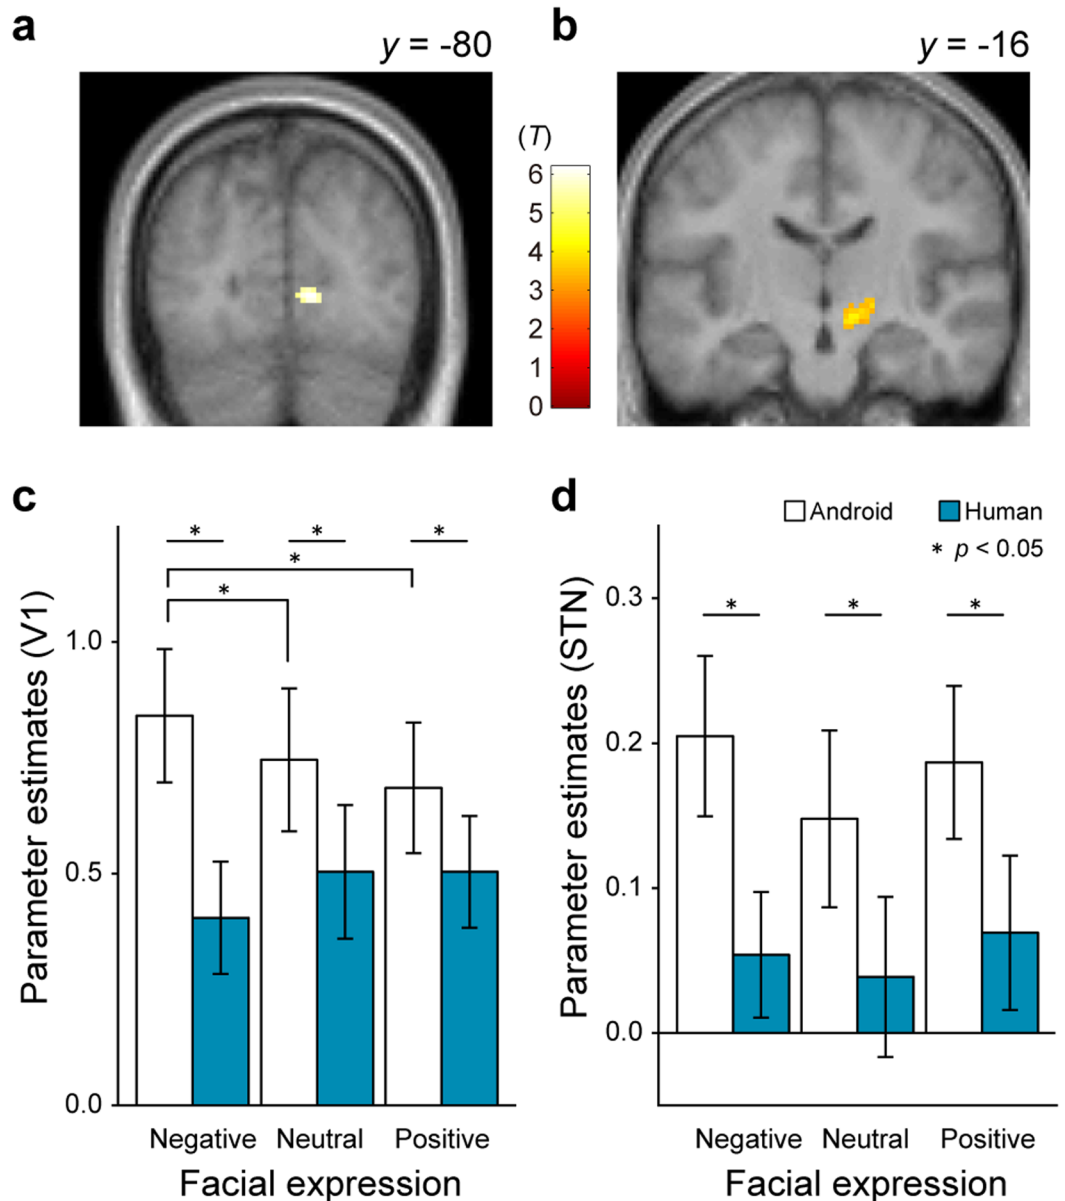 a
y = -80
b
y = -16
(T)
6
5
4
3
2
1
0
c
* * *
*
*
Parameter estimates (V1)
1.0
0.5
0.0
Negative Neutral Positive
Facial expression
d
Android Human
* p < 0.05
* * *
Parameter estimates (STN)
0.3
0.2
0.1
0.0
Negative Neutral Positive
Facial expression